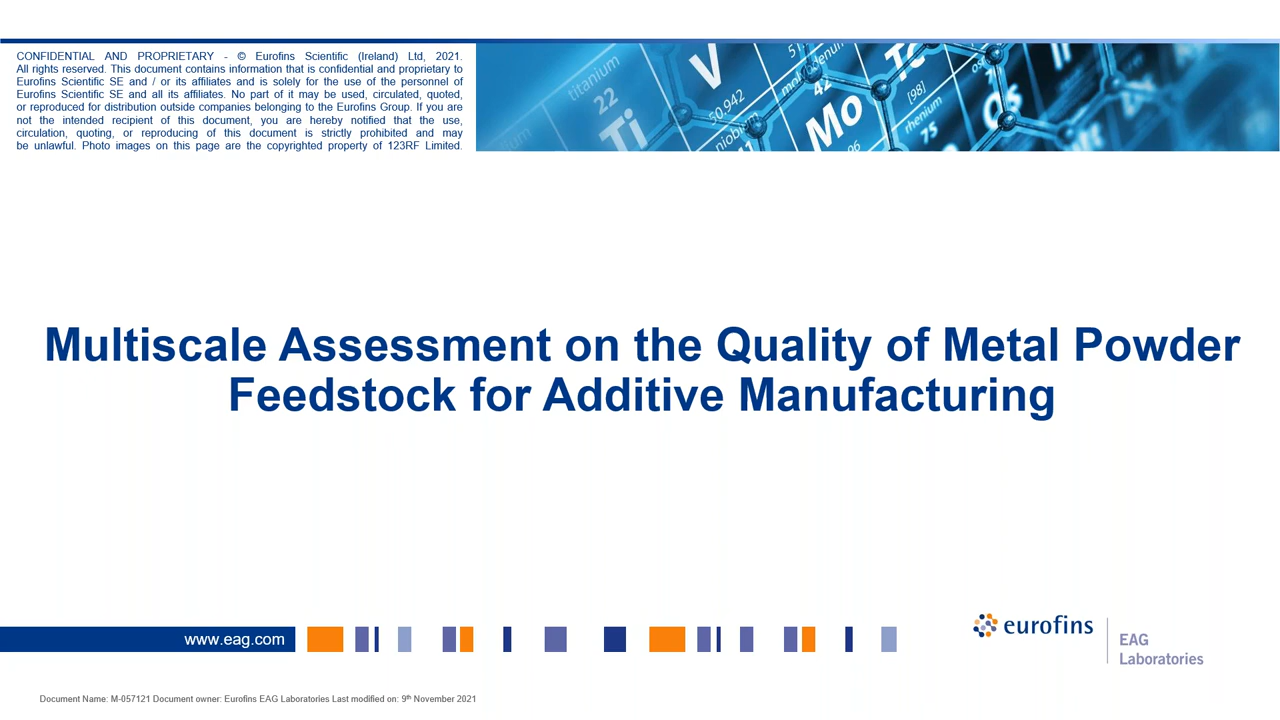 CONFIDENTIAL AND PROPRIETARY - © Eurofins Scientific (Ireland) Ltd, 2021.
All rights reserved. This document contains information that is confidential and proprietary to
Eurofins Scientific SE and / or its affiliates and is solely for the use of the personnel of
Eurofins Scientific SE and all its affiliates. No part of it may be used, circulated, quoted,
or reproduced for distribution outside companies belonging to the Eurofins Group. If you are
not the intended recipient of this document, you are hereby notified that the use,
circulation, quoting, or reproducing of this document is strictly prohibited and may
be unlawful. Photo images on this page are the copyrighted property of 123RF Limited.
titanium
22
Ti
V
50.942
niobium
42
Mo
96
[98]
rhenium
75
Multiscale Assessment on the Quality of Metal Powder
Feedstock for Additive Manufacturing
www.eag.com
eurofins
EAG
Laboratories
Document Name: M-057121 Document owner: Eurofins EAG Laboratories Last modified on: 9th November 2021